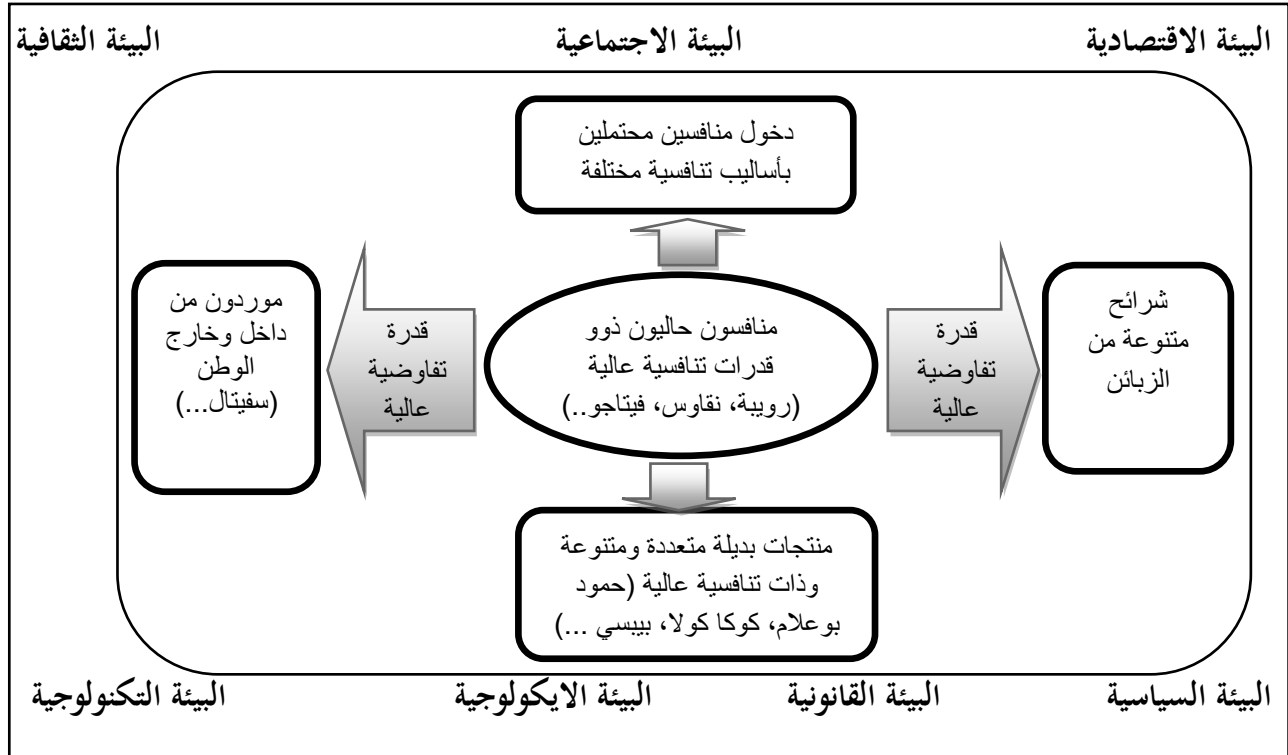 البيئة الاقتصادية
البيئة الاجتماعية
البيئة الثقافية
دخول منافسين محتملين
بأساليب تنافسية مختلفة
شرائح
متنوعة من
الزبائن
قدرة
تفاوضية
عالية
منافسون حاليون ذوو
قدرات تنافسية عالية
(رويبة، نقاوس، فيتاجو..)
قدرة
تفاوضية
عالية
موردون من
داخل وخارج
الوطن
(سفيتال...)
منتجات بديلة متعددة ومتنوعة
وذات تنافسية عالية (حمود
بوعلام، كوكا كولا، بيبسي ...)
البيئة السياسية
البيئة القانونية
البيئة الايكولوجية
البيئة التكنولوجية